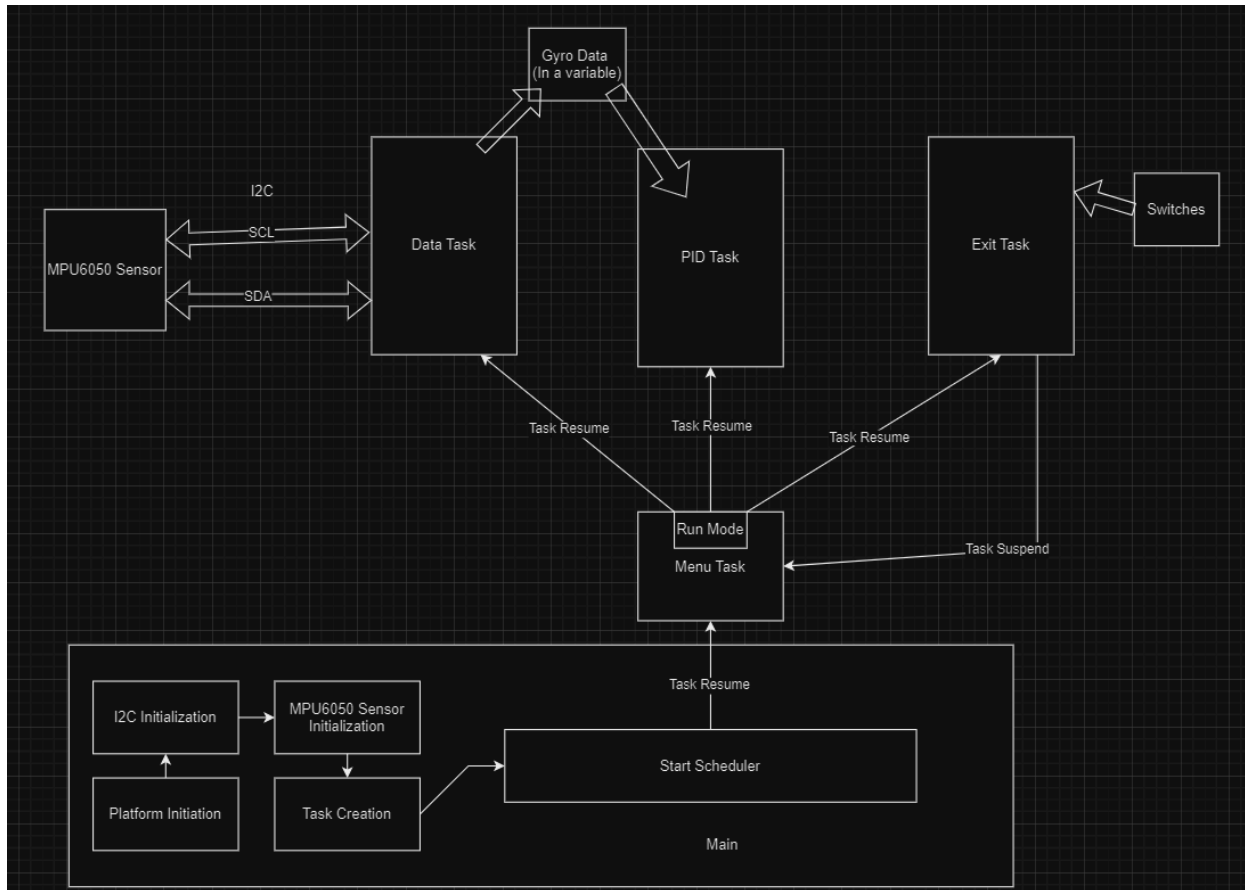 Gyro Data
(In a variable)
I2C
SCL
SDA
MPU6050 Sensor
Data Task
PID Task
Exit Task
Switches
Task Resume
Task Resume
Task Resume
Run Mode
Menu Task
Task Suspend
Task Resume
I2C Initialization
MPU6050 Sensor
Initialization
Start Scheduler
Platform Initiation
Task Creation
Main